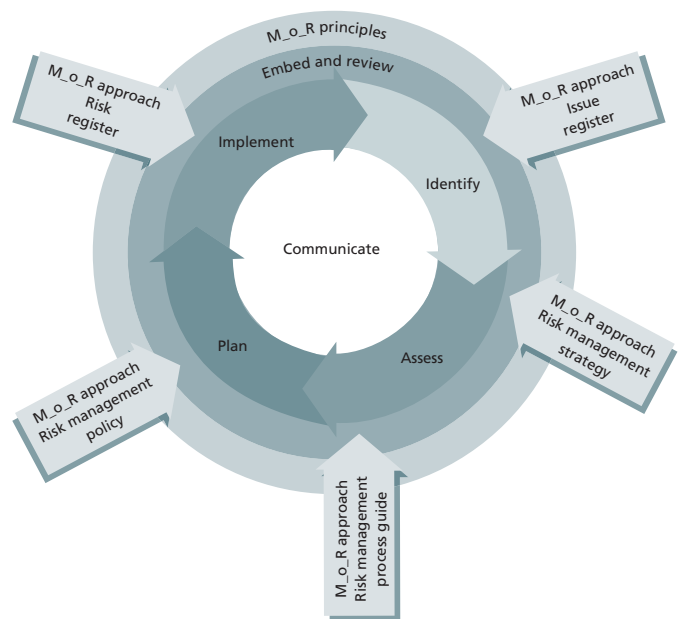 M_o_R principles
Embed and review
M_o_R approach
Risk
register
M_o_R approach
Issue
register
Implement
Identify
Communicate
Plan
Assess
M_o_R approach
Risk management
strategy
M_o_R approach
Risk management
policy
M_o_R approach
Risk management
process guide